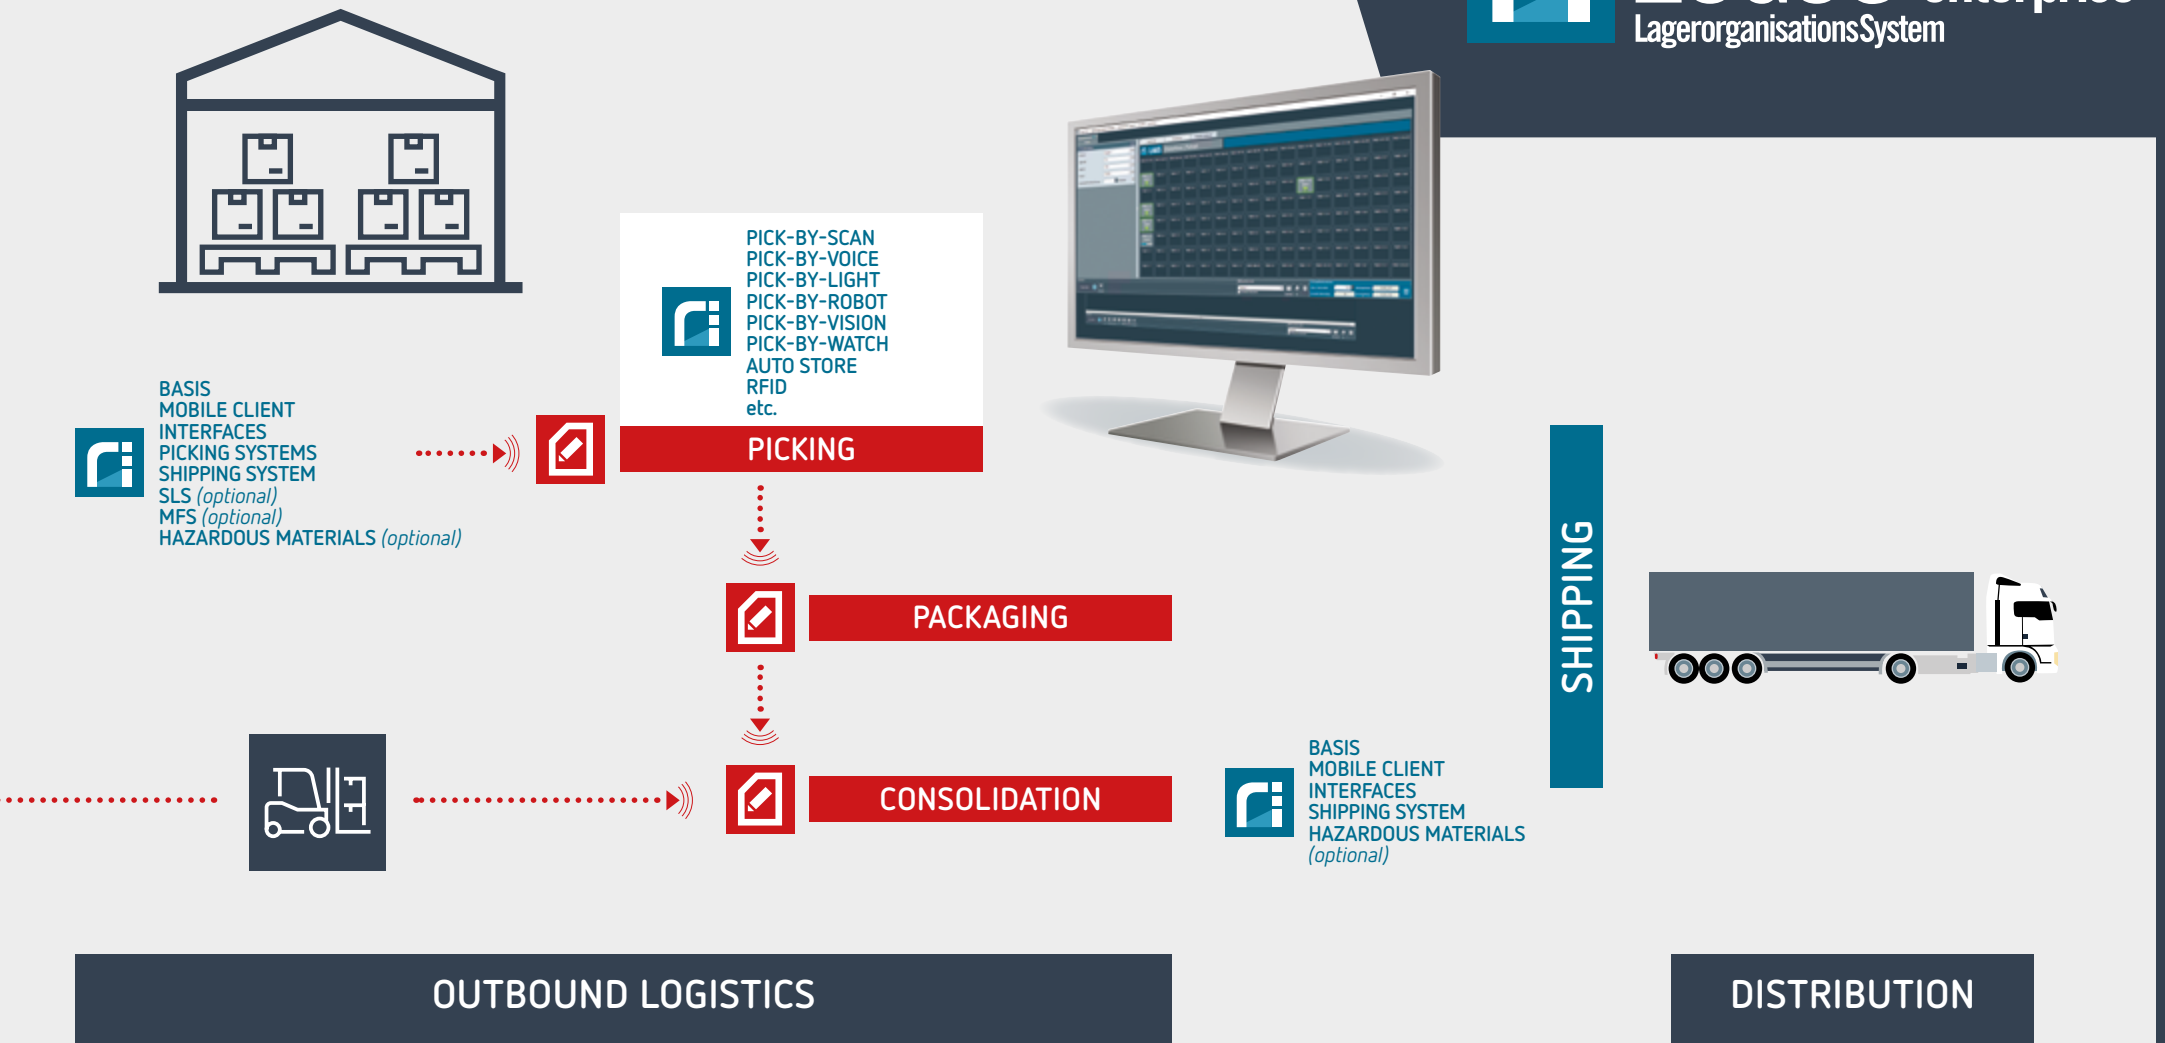 LagerorganisationsSystem
PICK-BY-SCAN
PICK-BY-VOICE
PICK-BY-LIGHT
PICK-BY-ROBOT
PICK-BY-VISION
PICK-BY-WATCH
AUTO STORE
RFID
etc.
PICKING
BASIS
MOBILE CLIENT
INTERFACES
PICKING SYSTEMS
SHIPPING SYSTEM
SLS (optional)
MFS (optional)
HAZARDOUS MATERIALS (optional)
PACKAGING
CONSOLIDATION
BASIS
MOBILE CLIENT
INTERFACES
SHIPPING SYSTEM
HAZARDOUS MATERIALS
(optional)
SHIPPING
OUTBOUND LOGISTICS
DISTRIBUTION